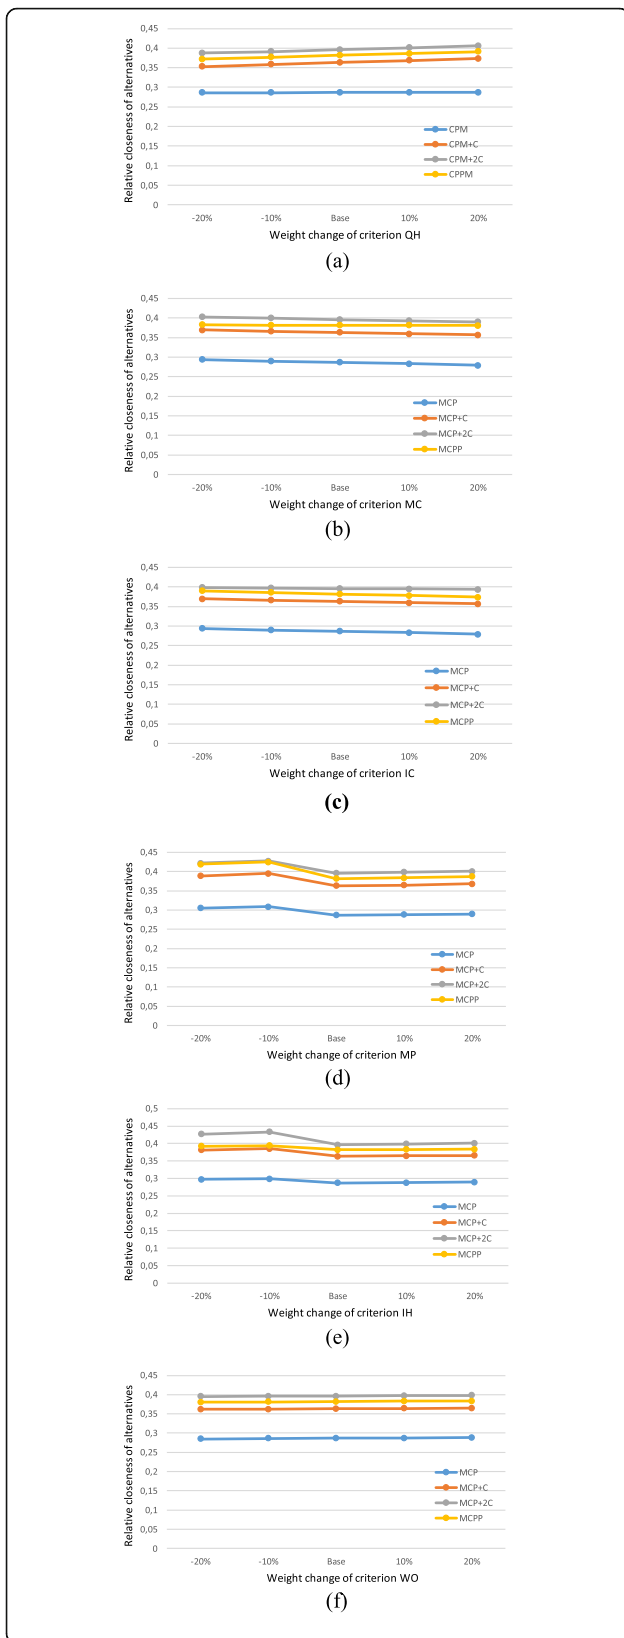 Relative closeness of alternatives
0,45
0,4
0,35
0,3
0,25
0,2
0,15
0,1
0,05
0
CPM
CPM+C
CPM+2C
CPPM
-20% -10% Base 10% 20%
Weight change of criterion QH
(a)
Relative closeness of alternatives
0,45
0,4
0,35
0,3
0,25
0,2
0,15
0,1
0,05
0
MCP
MCP+C
MCP+2C
MCPP
-20% -10% Base 10% 20%
Weight change of criterion MC
(b)
Relative closeness of alternatives
0,45
0,4
0,35
0,3
0,25
0,2
0,15
0,1
0,05
0
MCP
MCP+C
MCP+2C
MCPP
-20% -10% Base 10% 20%
Weight change of criterion IC
(c)
Relative closeness of alternatives
0,45
0,4
0,35
0,3
0,25
0,2
0,15
0,1
0,05
0
MCP
MCP+C
MCP+2C
MCPP
-20% -10% Base 10% 20%
Weight change of criterion MP
(d)
Relative closeness of alternatives
0,5
0,45
0,4
0,35
0,3
0,25
0,2
0,15
0,1
0,05
0
MCP
MCP+C
MCP+2C
MCPP
-20% -10% Base 10% 20%
Weight change of criterion IH
(e)
Relative closeness of alternatives
0,45
0,4
0,35
0,3
0,25
0,2
0,15
0,1
0,05
0
MCP
MCP+C
MCP+2C
MCPP
-20% -10% Base 10% 20%
Weight change of criterion WO
(f)